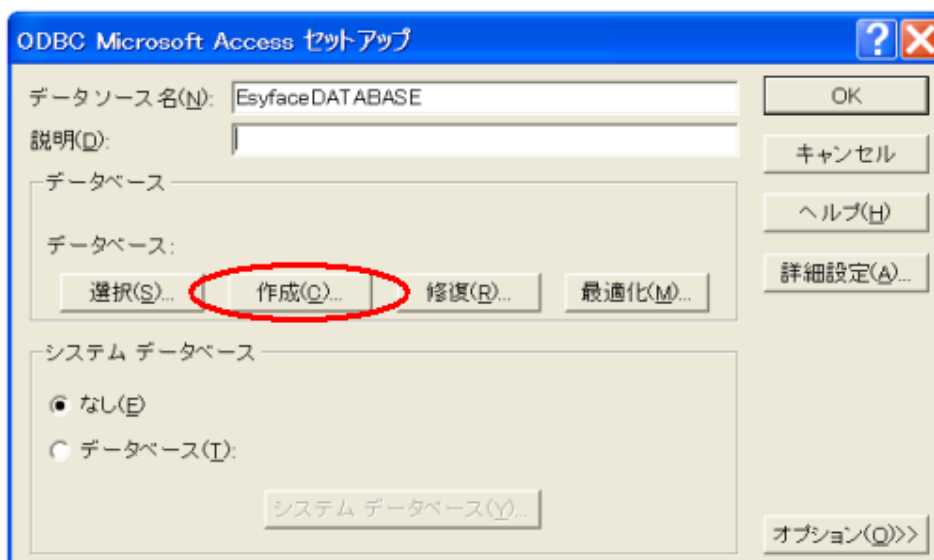 ODBC Microsoft Access セットアップ
データソース名(N): EsyfaceDATABASE
OK
説明(D):
キャンセル
データベース
ヘルプ(H)
データベース:
詳細設定(A)...
選択(S)... 作成(C)... 修復(R)... 最適化(M)...
システム データベース
なし(E)
データベース(T):
システム データベース(Y)...
オプション(O)>>